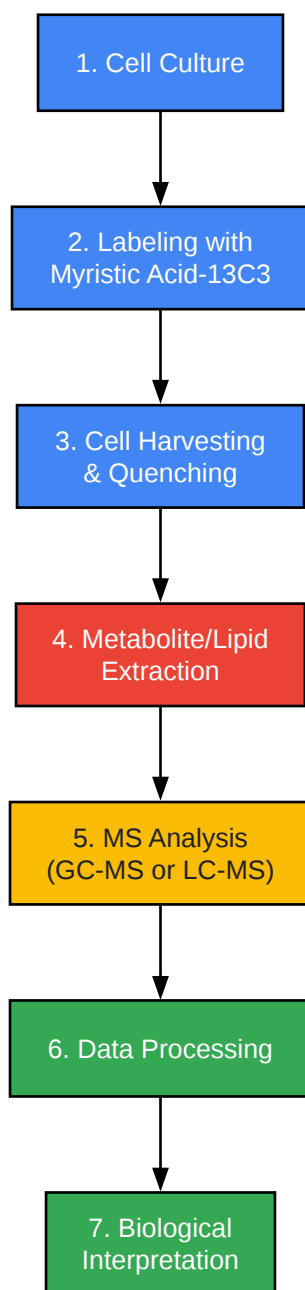 1. Cell Culture
2. Labeling with
Myristic Acid-13C3
3. Cell Harvesting
& Quenching
4. Metabolite/Lipid
Extraction
5. MS Analysis
(GC-MS or LC-MS)
6. Data Processing
7. Biological
Interpretation